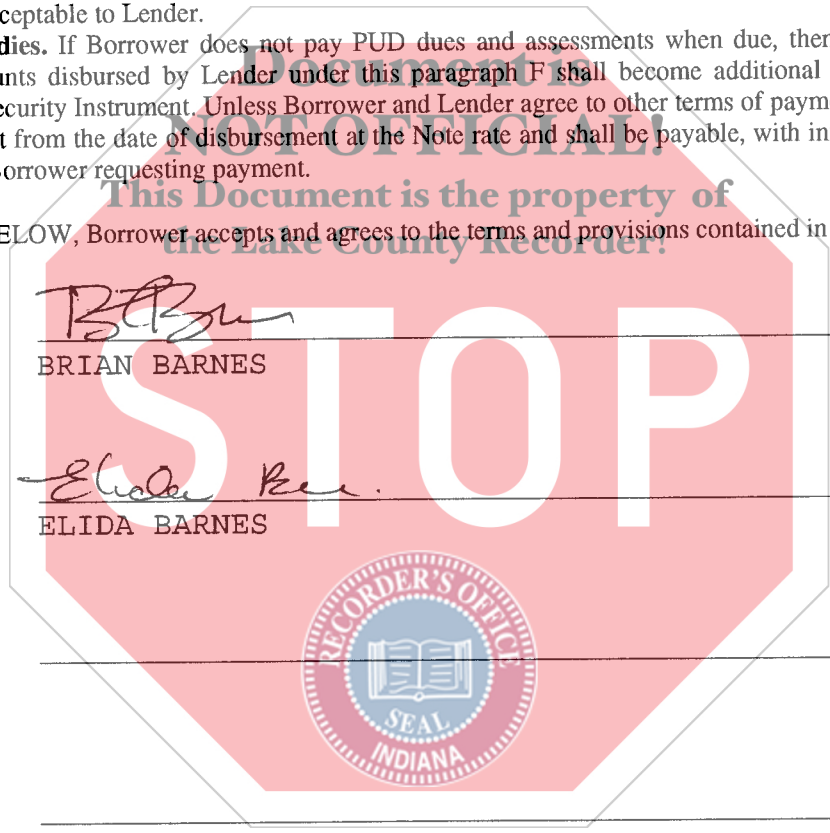 cceptable to Lender.
dies. If Borrower does not pay PUD dues and assessments when due, ther
Document is
nts disbursed by Lender under this paragraph F shall become additional
ecurity Instrument. Unless Borrower and Lender agree to other terms of paym
NOT OFFICIAL!
t from the date of disbursement at the Note rate and shall be payable, with in
orrower requesting payment.
This Document is the property of
ELOW, Borrower accepts and agrees to the terms and provisions contained in
the Lake County Recorder!
STOP
BRIAN BARNES
ELIDA BARNES
RECORDER'S OFFICE
SEAL
INDIANA